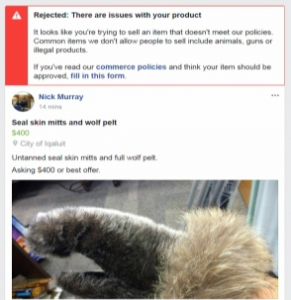 Rejected: There are issues with your product
It looks like you're trying to sell an item that doesn't meet our policies.
Common items we don't allow people to sell include animals, guns or
illegal products.
If you've read our commerce policies and think your item should be
approved, fill in this form.
Nick Murray
14 mins
Seal skin mitts and wolf pelt
$400
City of Iqaluit
Untanned seal skin mitts and full wolf pelt.
Asking $400 or best offer.